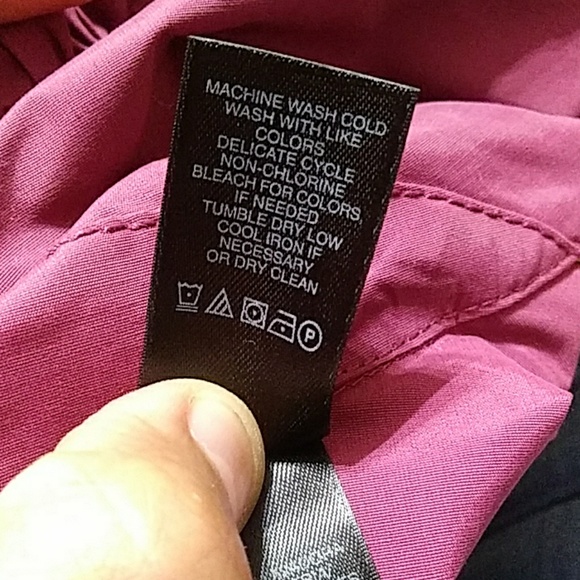 MACHINE WASH COLD
WASH WITH LIKE
COLORS
DELICATE CYCLE
NON-CHLORINE
BLEACH FOR COLORS
IF NEEDED
TUMBLE DRY LOW
COOL IRON IF
NECESSARY
OR DRY CLEAN
P